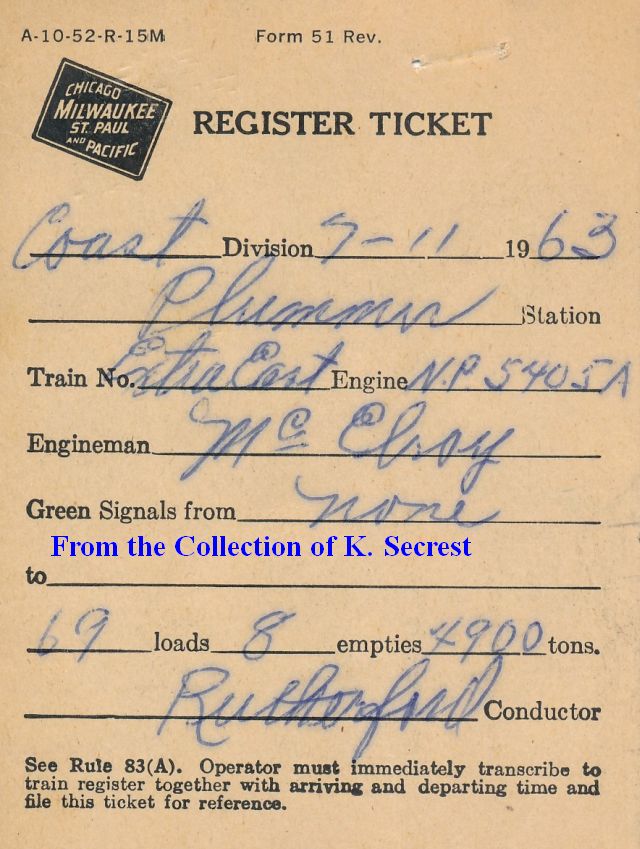 A-10-52-R-15M Form 51 Rev.
CHICAGO
MILWAUKEE
ST. PAUL
AND PACIFIC
REGISTER TICKET
Coast Division 7-11 1963
Plummer Station
Train No. Extra East Engine N.P. 5405A
Engineman McElroy
Green Signals from none
From the Collection of K. Secrest
to
69 loads 8 empties 4900 tons.
Rutherford Conductor
See Rule 83(A). Operator must immediately transcribe to
train register together with arriving and departing time and
file this ticket for reference.